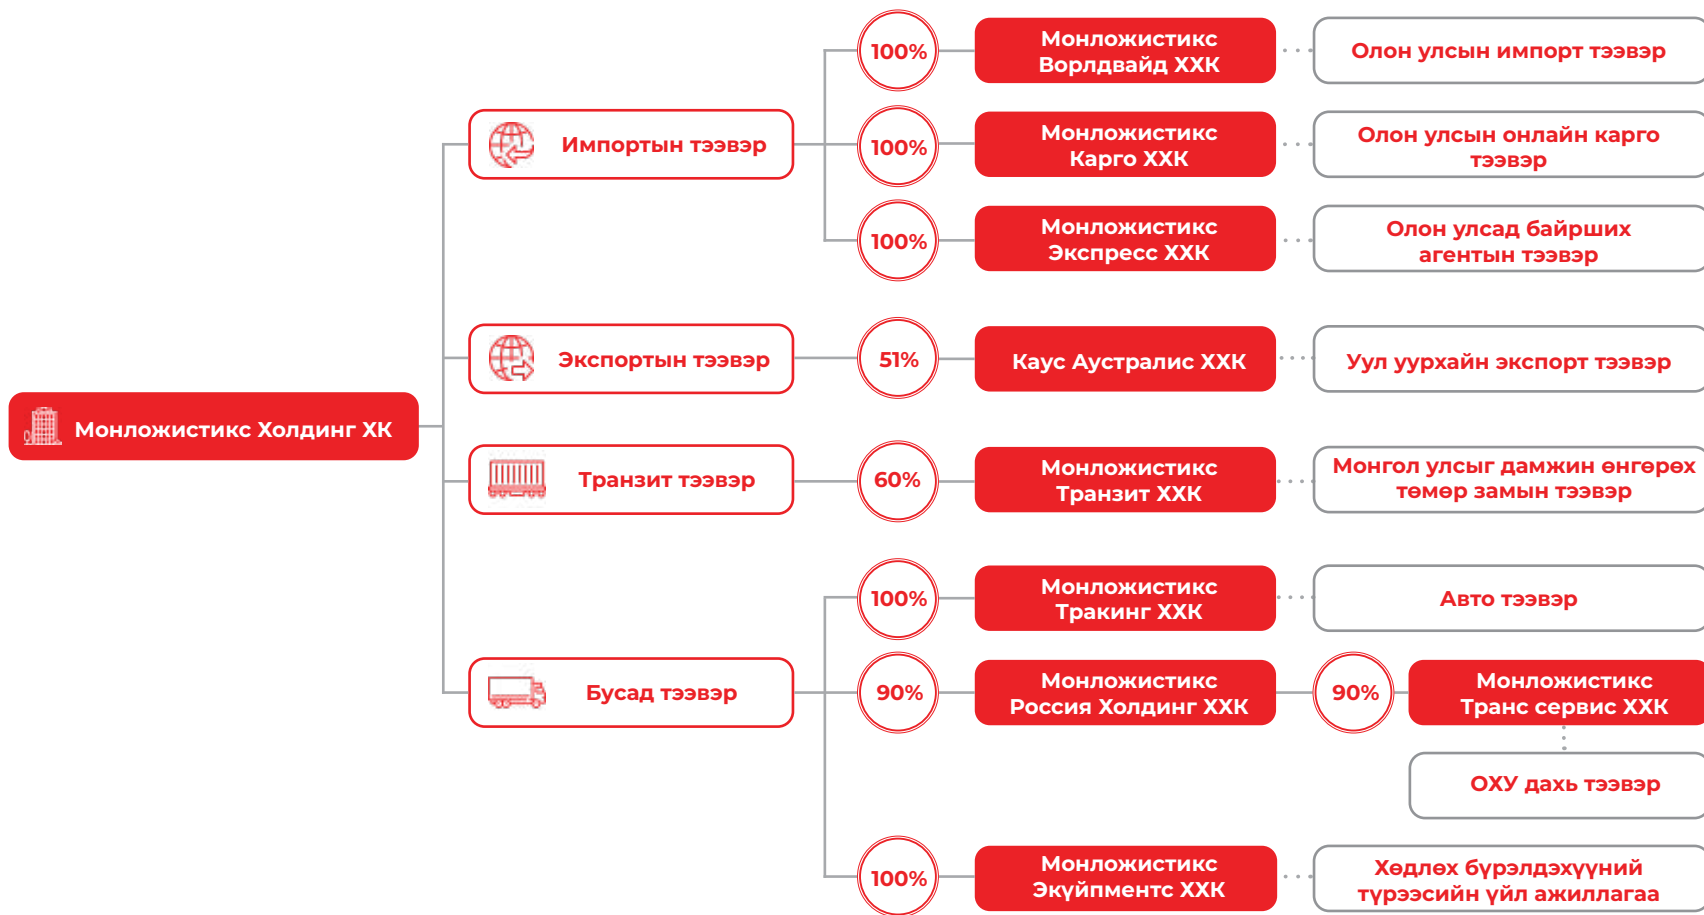 Монложистикс Холдинг ХК
Импортын тээвэр
100%
Монложистикс
Ворлдвайд ХХК
Олон улсын импорт тээвэр
100%
Монложистикс
Карго ХХК
Олон улсын онлайн карго
тээвэр
100%
Монложистикс
Экспресс ХХК
Олон улсад байрших
агентын тээвэр
Экспортын тээвэр
51%
Каус Аустралис ХХК
Уул уурхайн экспорт тээвэр
Транзит тээвэр
60%
Монложистикс
Транзит ХХК
Монгол улсыг дамжин өнгөрөх
төмөр замын тээвэр
Бусад тээвэр
100%
Монложистикс
Тракинг ХХК
Авто тээвэр
90%
Монложистикс
Россия Холдинг ХХК
90%
Монложистикс
Транс сервис ХХК
ОХУ дахь тээвэр
100%
Монложистикс
Экүйпментс ХХК
Хөдлөх бүрэлдэхүүний
түрээсийн үйл ажиллагаа